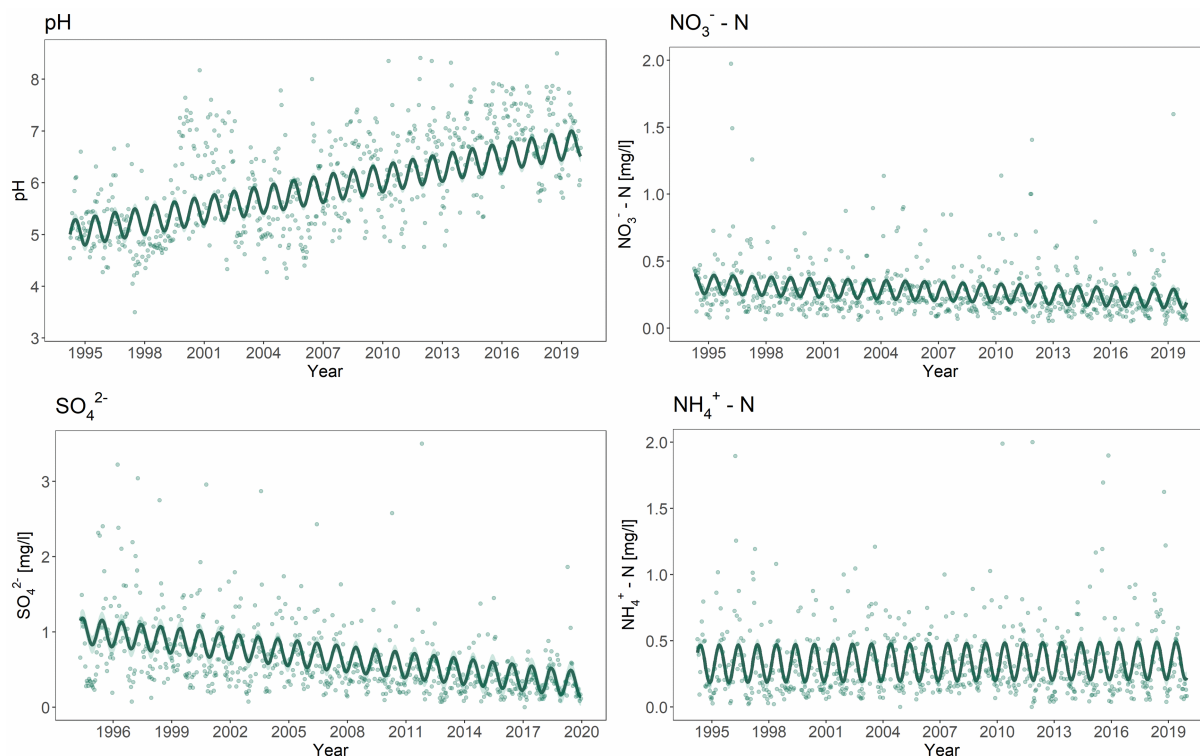 pH
8
7
6
5
4
3
pH
1995 1998 2001 2004 2007 2010 2013 2016 2019
Year
NO₃⁻ - N
2.0
1.5
1.0
0.5
0.0
NO₃⁻ - N [mg/l]
1995 1998 2001 2004 2007 2010 2013 2016 2019
Year
SO₄²⁻
3
2
1
0
SO₄²⁻ [mg/l]
1996 1999 2002 2005 2008 2011 2014 2017 2020
Year
NH₄⁺ - N
2.0
1.5
1.0
0.5
0.0
NH₄⁺ - N [mg/l]
1995 1998 2001 2004 2007 2010 2013 2016 2019
Year